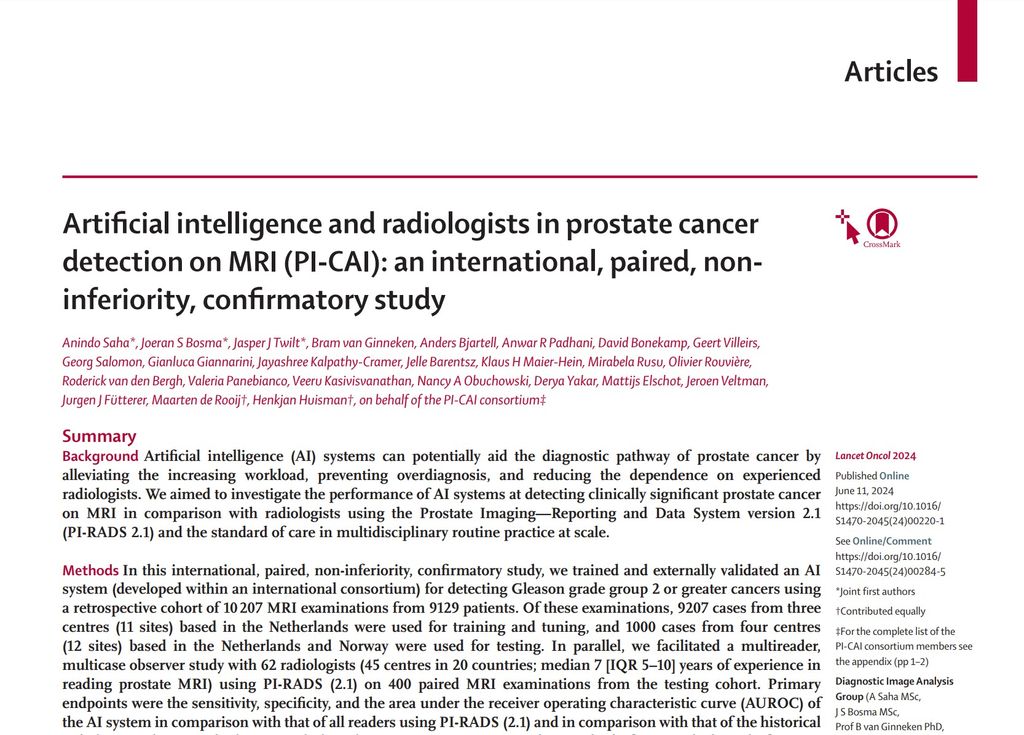 Articles
Artificial intelligence and radiologists in prostate cancer
detection on MRI (PI-CAI): an international, paired, non-
inferiority, confirmatory study
CrossMark
Anindo Saha*, Joeran S Bosma*, Jasper J Twilt*, Bram van Ginneken, Anders Bjartell, Anwar R Padhani, David Bonekamp, Geert Villeirs,
Georg Salomon, Gianluca Giannarini, Jayashree Kalpathy-Cramer, Jelle Barentsz, Klaus H Maier-Hein, Mirabela Rusu, Olivier Rouvière,
Roderick van den Bergh, Valeria Panebianco, Veeru Kasivisvanathan, Nancy A Obuchowski, Derya Yakar, Mattijs Elschot, Jeroen Veltman,
Jurgen J Fütterer, Maarten de Rooij†, Henkjan Huisman†, on behalf of the PI-CAI consortium‡
Summary
Background Artificial intelligence (AI) systems can potentially aid the diagnostic pathway of prostate cancer by
alleviating the increasing workload, preventing overdiagnosis, and reducing the dependence on experienced
radiologists. We aimed to investigate the performance of AI systems at detecting clinically significant prostate cancer
on MRI in comparison with radiologists using the Prostate Imaging—Reporting and Data System version 2.1
(PI-RADS 2.1) and the standard of care in multidisciplinary routine practice at scale.
Methods In this international, paired, non-inferiority, confirmatory study, we trained and externally validated an AI
system (developed within an international consortium) for detecting Gleason grade group 2 or greater cancers using
a retrospective cohort of 10 207 MRI examinations from 9129 patients. Of these examinations, 9207 cases from three
centres (11 sites) based in the Netherlands were used for training and tuning, and 1000 cases from four centres
(12 sites) based in the Netherlands and Norway were used for testing. In parallel, we facilitated a multireader,
multicase observer study with 62 radiologists (45 centres in 20 countries; median 7 [IQR 5–10] years of experience in
reading prostate MRI) using PI-RADS (2.1) on 400 paired MRI examinations from the testing cohort. Primary
endpoints were the sensitivity, specificity, and the area under the receiver operating characteristic curve (AUROC) of
the AI system in comparison with that of all readers using PI-RADS (2.1) and in comparison with that of the historical
Lancet Oncol 2024
Published Online
June 11, 2024
https://doi.org/10.1016/
S1470-2045(24)00220-1
See Online/Comment
https://doi.org/10.1016/
S1470-2045(24)00284-5
*Joint first authors
†Contributed equally
‡For the complete list of the
PI-CAI consortium members see
the appendix (pp 1–2)
Diagnostic Image Analysis
Group (A Saha MSc,
J S Bosma MSc,
Prof B van Ginneken PhD,